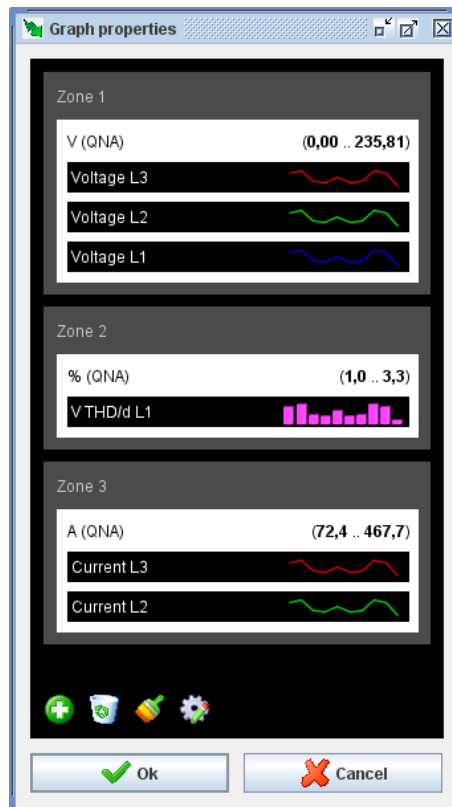 Graph properties
Zone 1
V (QNA) (0,00 .. 235,81)
Voltage L3
Voltage L2
Voltage L1
Zone 2
% (QNA) (1,0 .. 3,3)
V THD/d L1
Zone 3
A (QNA) (72,4 .. 467,7)
Current L3
Current L2
Ok Cancel